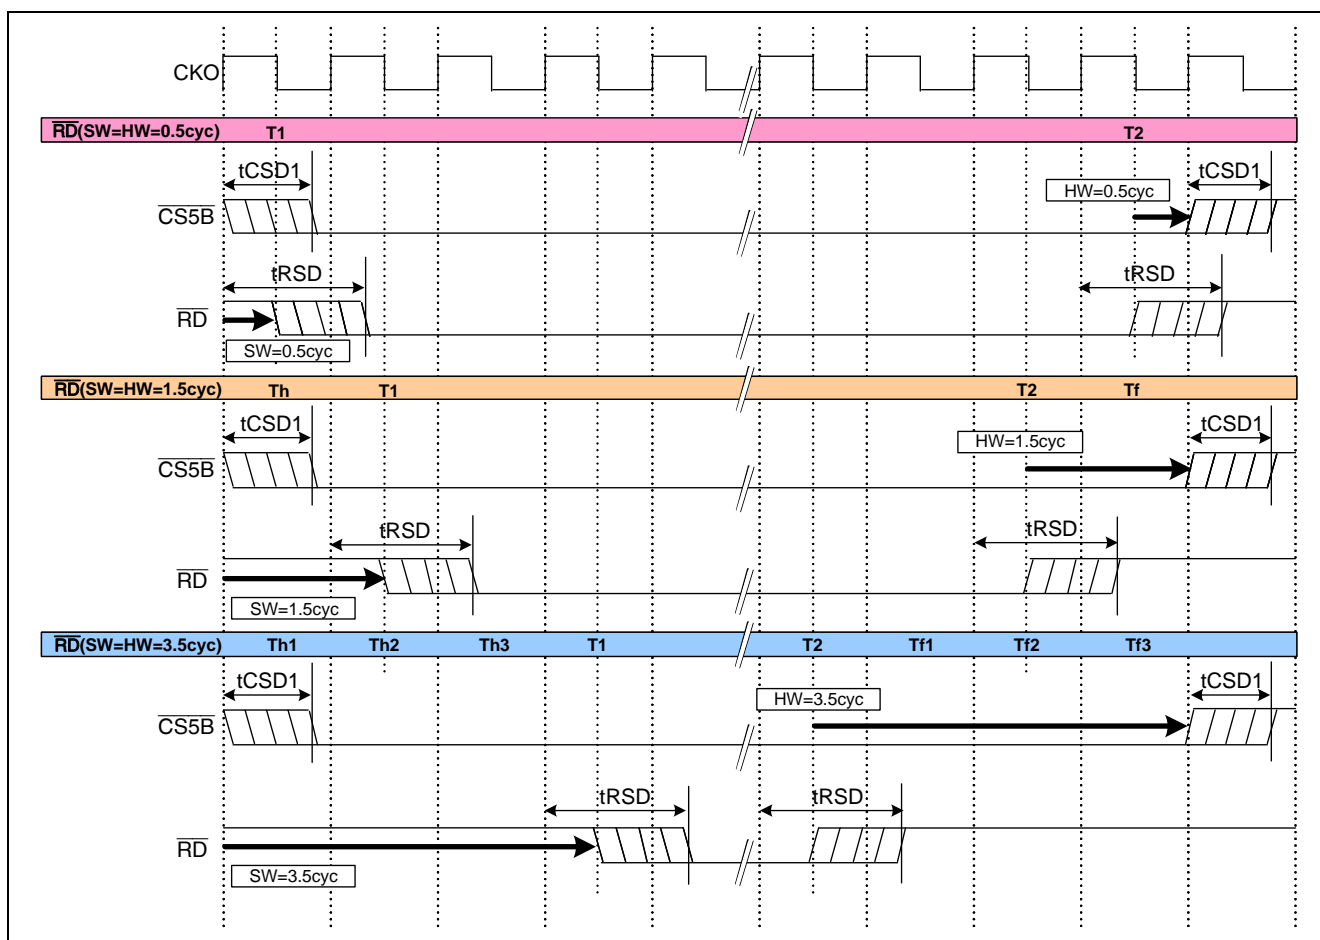 CKO
RD(SW=HW=0.5cyc) T1 T2
tCSD1 tCSD1
HW=0.5cyc
CS5B
tRSD tRSD
RD
SW=0.5cyc
RD(SW=HW=1.5cyc) Th T1 T2 Tf
tCSD1 tCSD1
HW=1.5cyc
CS5B
tRSD tRSD
RD
SW=1.5cyc
RD(SW=HW=3.5cyc) Th1 Th2 Th3 T1 T2 Tf1 Tf2 Tf3
tCSD1 tCSD1
HW=3.5cyc
CS5B
tRSD tRSD
RD
SW=3.5cyc